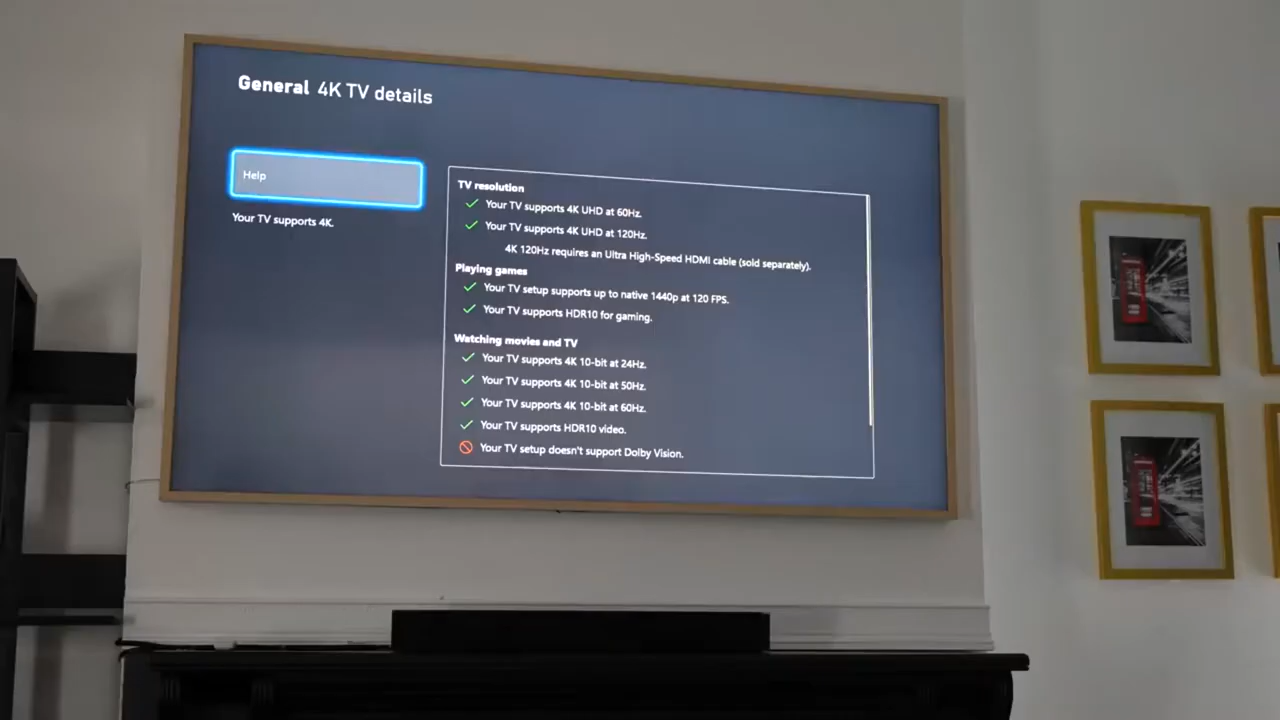 General 4K TV details
Help
Your TV supports 4K.
TV resolution
Your TV supports 4K UHD at 60Hz.
Your TV supports 4K UHD at 120Hz.
4K 120Hz requires an Ultra High-Speed HDMI cable (sold separately).
Playing games
Your TV setup supports up to native 1440p at 120 FPS.
Your TV supports HDR10 for gaming.
Watching movies and TV
Your TV supports 4K 10-bit at 24Hz.
Your TV supports 4K 10-bit at 50Hz.
Your TV supports 4K 10-bit at 60Hz.
Your TV supports HDR10 video.
Your TV setup doesn't support Dolby Vision.